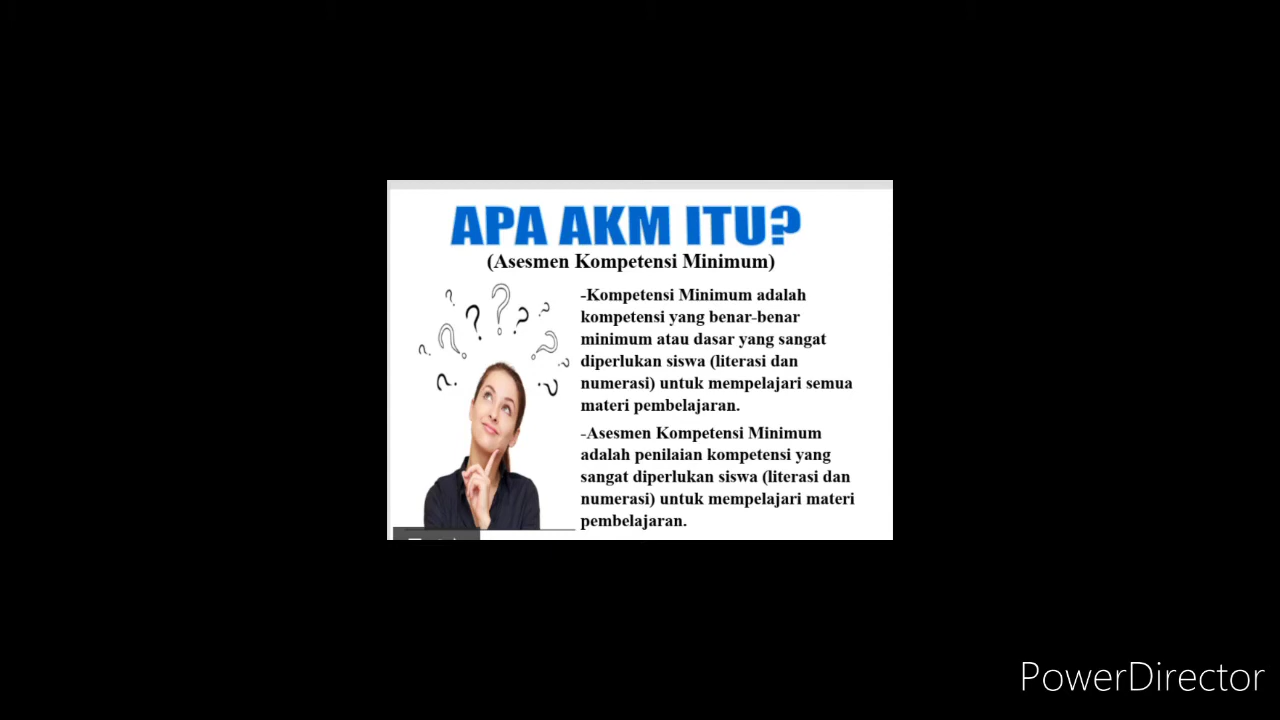 APA AKM ITU?
(Asesmen Kompetensi Minimum)
-Kompetensi Minimum adalah
kompetensi yang benar-benar
minimum atau dasar yang sangat
diperlukan siswa (literasi dan
numerasi) untuk mempelajari semua
materi pembelajaran.
-Asesmen Kompetensi Minimum
adalah penilaian kompetensi yang
sangat diperlukan siswa (literasi dan
numerasi) untuk mempelajari materi
pembelajaran.
PowerDirector